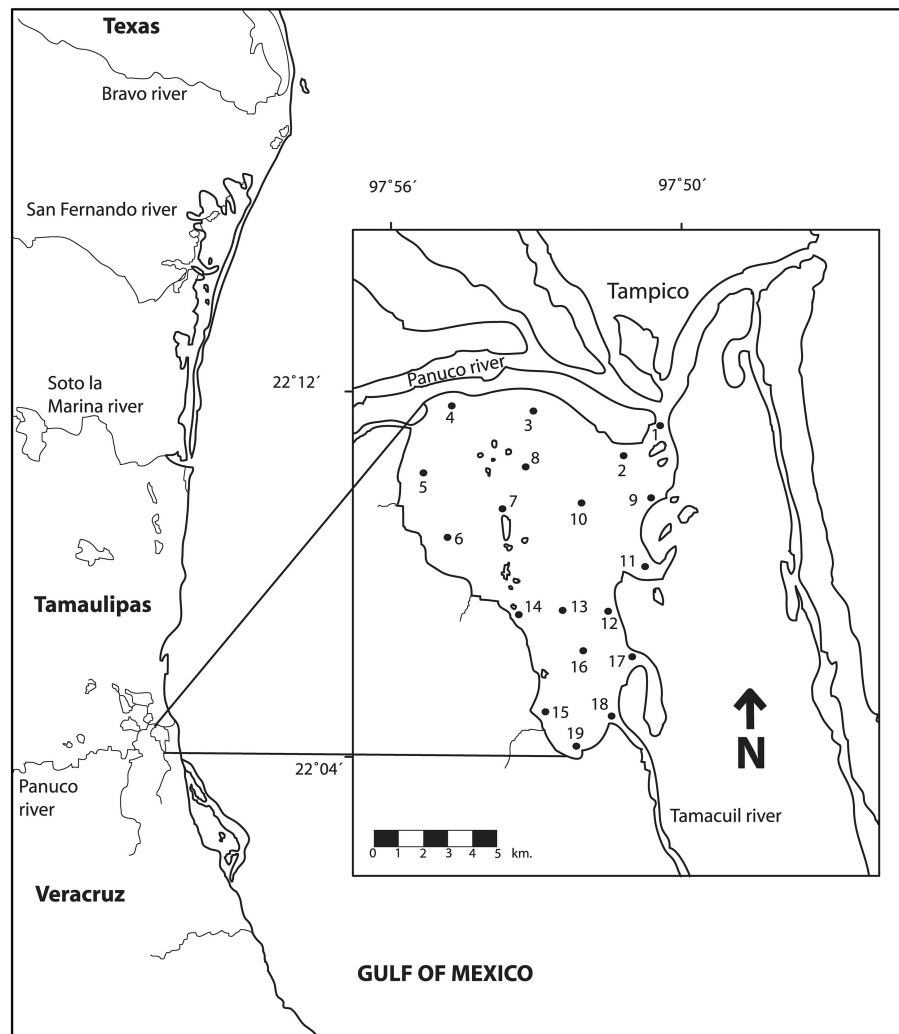 Texas
Bravo river
San Fernando river
Soto la
Marina river
Tamaulipas
Panuco
river
Veracruz
GULF OF MEXICO
97˚56´
97˚50´
22˚12´
22˚04´
Tampico
Panuco river
4
3
1
2
8
5
9
7
10
6
11
14
13
12
16
17
15
18
19
N
Tamacuil river
0 1 2 3 4 5 km.